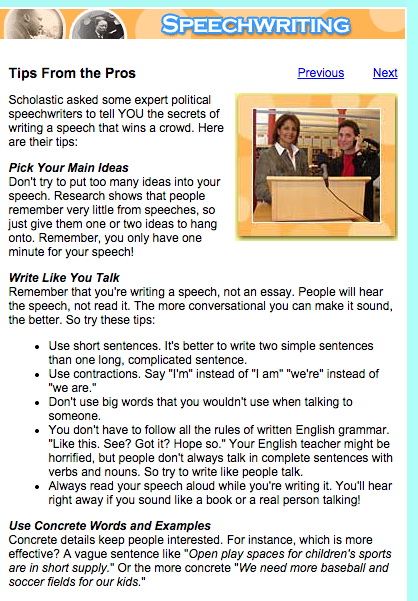 SPEECHWRITING
Tips From the Pros
Previous
Next
Scholastic asked some expert political
speechwriters to tell YOU the secrets of
writing a speech that wins a crowd. Here
are their tips:
Pick Your Main Ideas
Don't try to put too many ideas into your
speech. Research shows that people
remember very little from speeches, so
just give them one or two ideas to hang
onto. Remember, you only have one
minute for your speech!
Write Like You Talk
Remember that you're writing a speech, not an essay. People will hear
the speech, not read it. The more conversational you can make it sound,
the better. So try these tips:
• Use short sentences. It's better to write two simple sentences
than one long, complicated sentence.
• Use contractions. Say "I'm" instead of "I am" "we're" instead of
"we are."
• Don't use big words that you wouldn't use when talking to
someone.
• You don't have to follow all the rules of written English grammar.
"Like this. See? Got it? Hope so." Your English teacher might be
horrified, but people don't always talk in complete sentences with
verbs and nouns. So try to write like people talk.
• Always read your speech aloud while you're writing it. You'll hear
right away if you sound like a book or a real person talking!
Use Concrete Words and Examples
Concrete details keep people interested. For instance, which is more
effective? A vague sentence like "Open play spaces for children's sports
are in short supply." Or the more concrete "We need more baseball and
soccer fields for our kids."